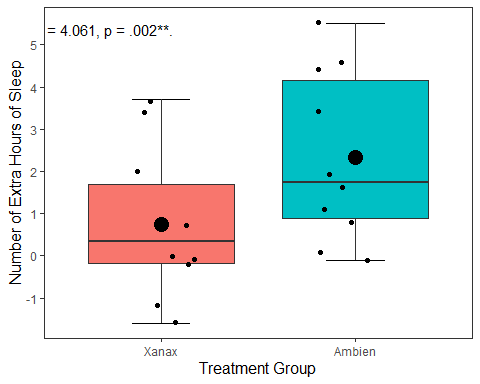 = 4.061, p = .002**.
Number of Extra Hours of Sleep
5
4
3
2
1
0
-1
Xanax
Ambien
Treatment Group